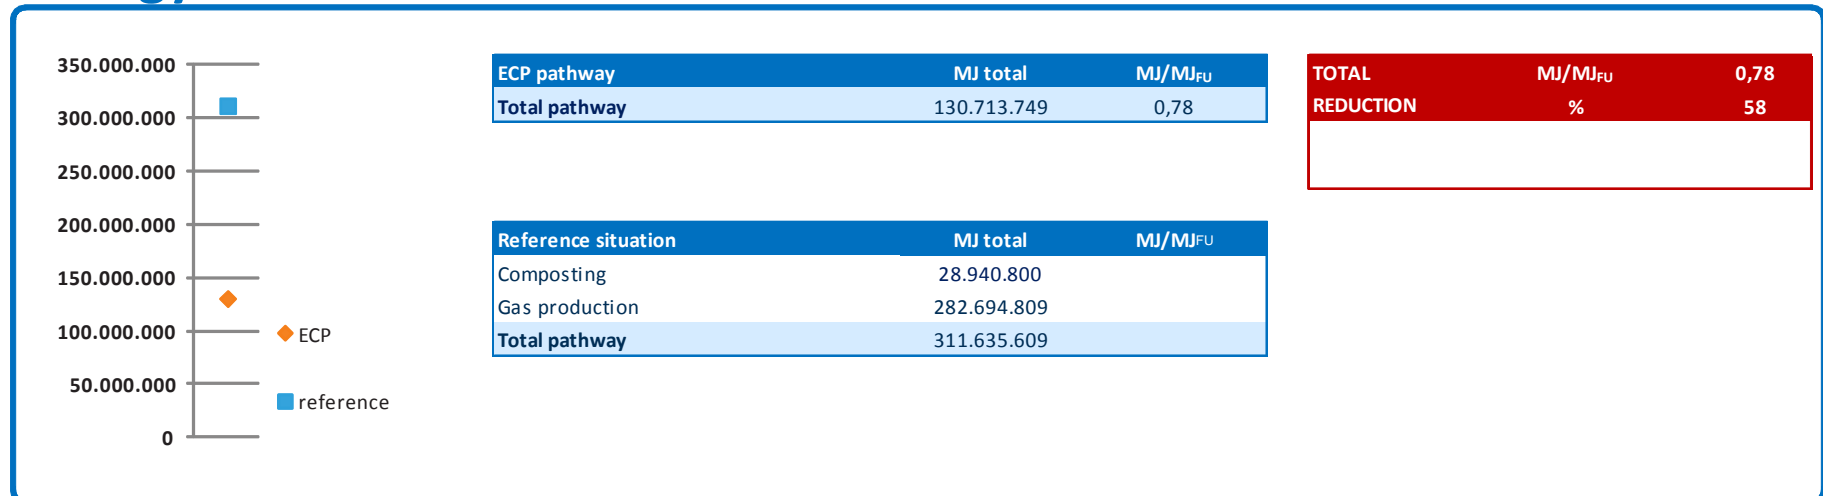 350.000.000
300.000.000
250.000.000
200.000.000
150.000.000
100.000.000
50.000.000
0
ECP
reference
ECP pathway MJ total MJ/MJFU
Total pathway 130.713.749 0,78
Reference situation MJ total MJ/MJFU
Composting 28.940.800
Gas production 282.694.809
Total pathway 311.635.609
TOTAL MJ/MJFU 0,78
REDUCTION % 58